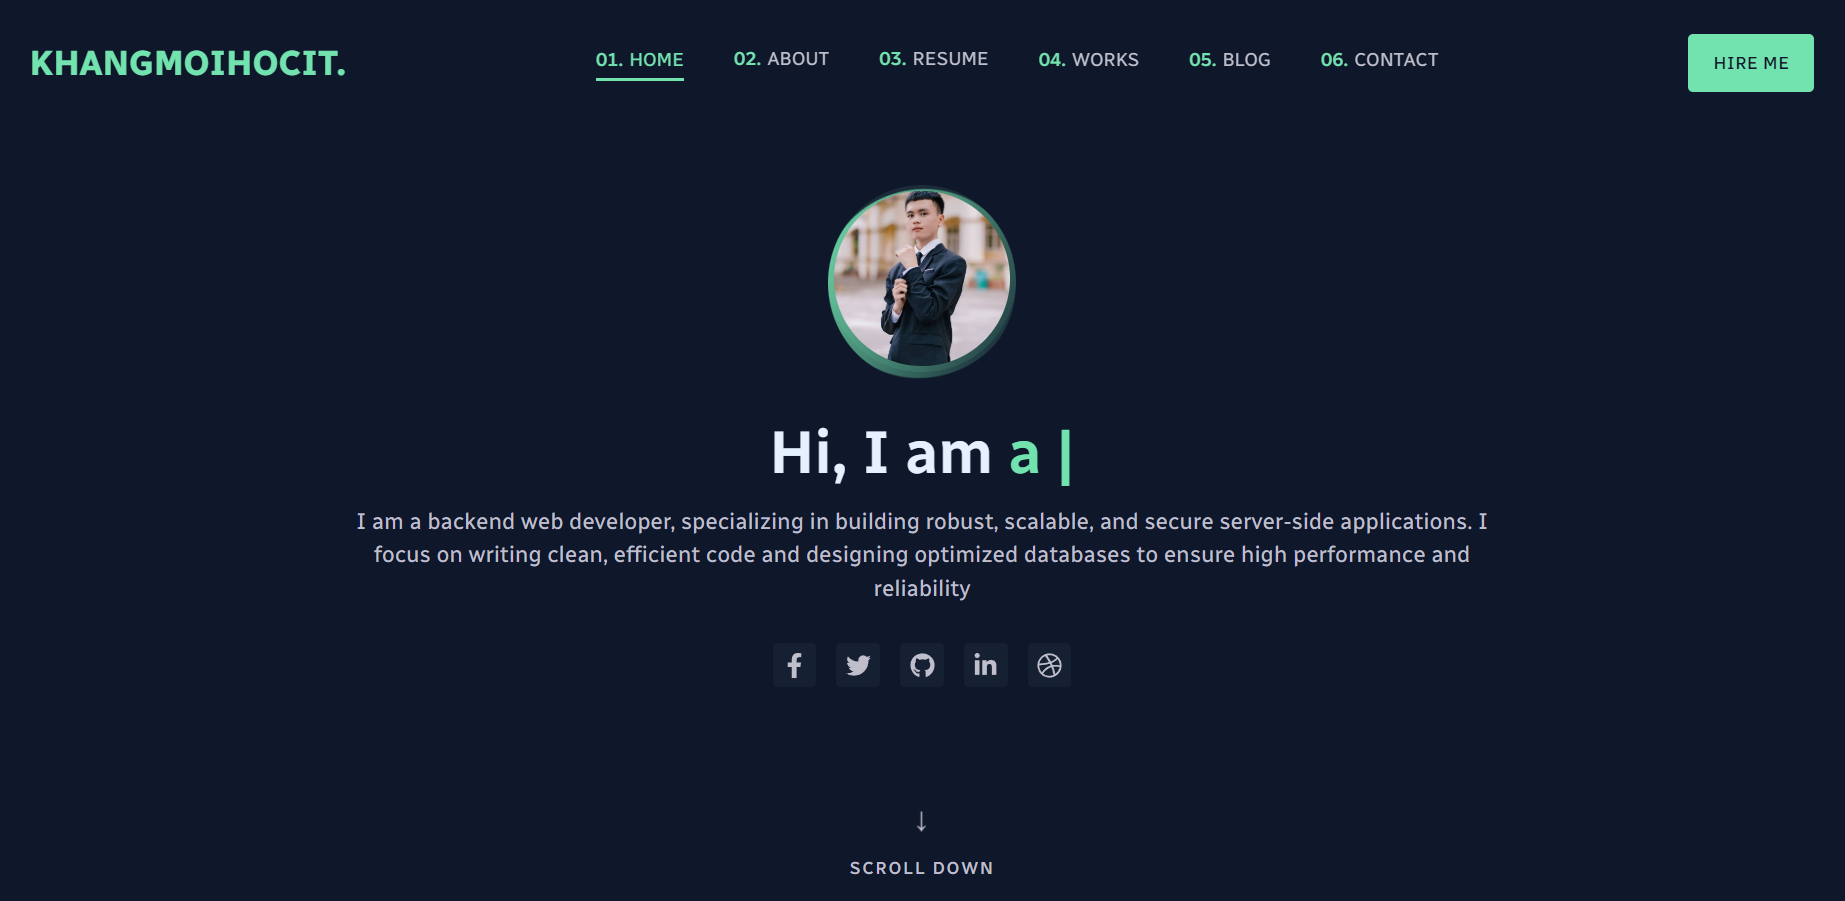 KHANGMOIHOCIT.
01. HOME 02. ABOUT 03. RESUME 04. WORKS 05. BLOG 06. CONTACT
HIRE ME
Hi, I am a |
I am a backend web developer, specializing in building robust, scalable, and secure server-side applications. I
focus on writing clean, efficient code and designing optimized databases to ensure high performance and
reliability
↓
SCROLL DOWN